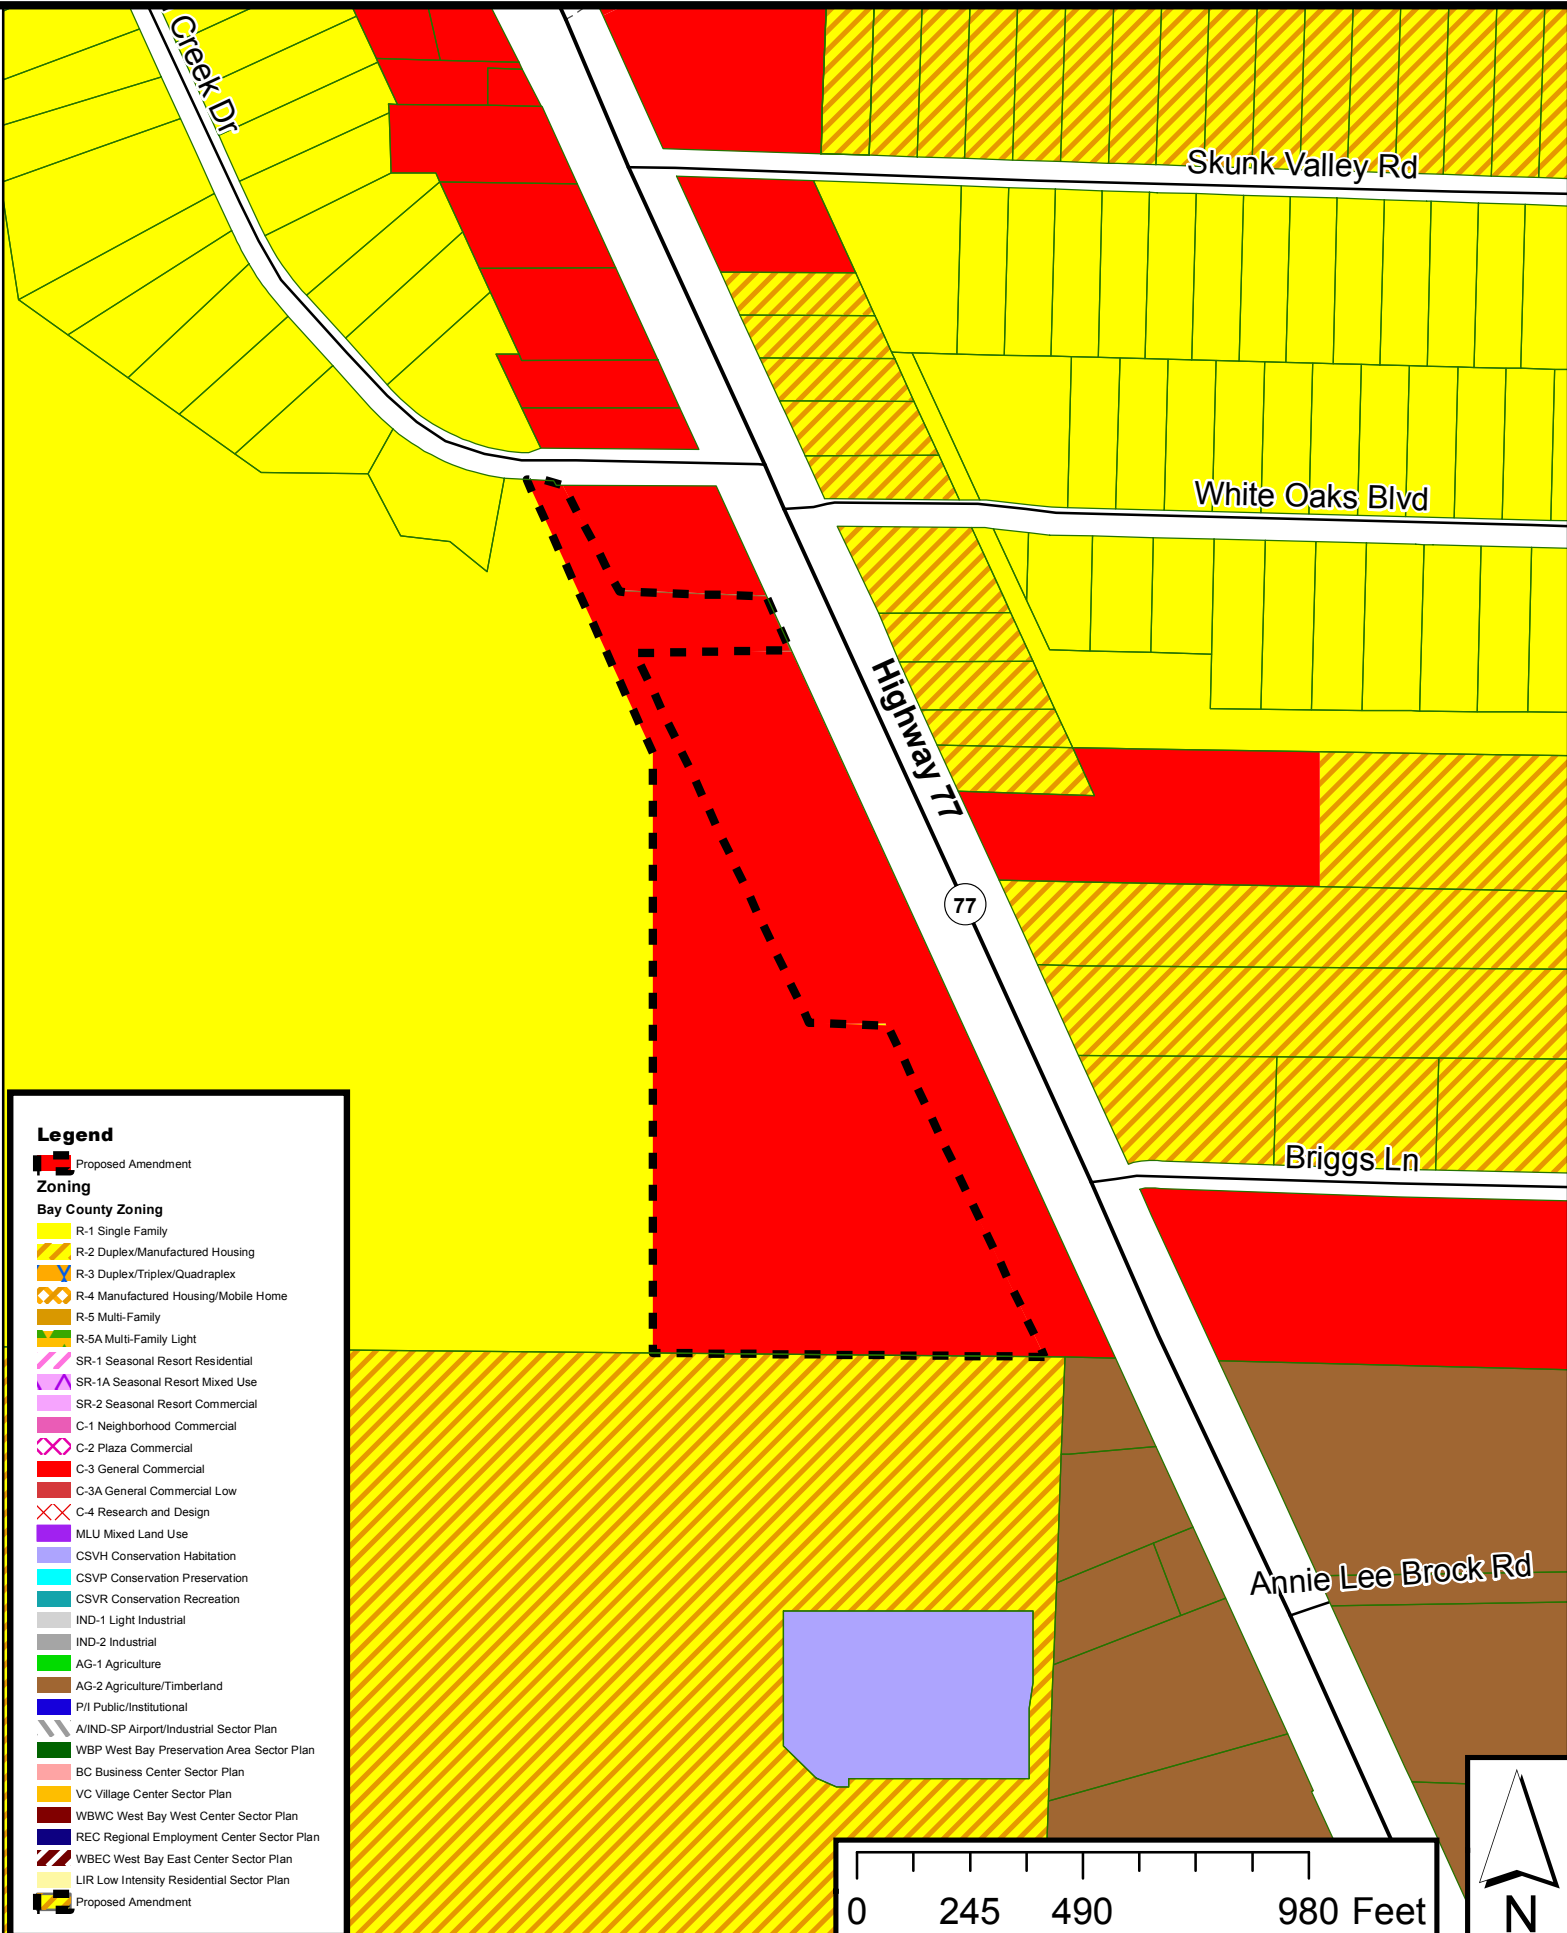 Creek Dr
Skunk Valley Rd
White Oaks Blvd
Highway 77
77
Briggs Ln
Annie Lee Brock Rd
Legend
Proposed Amendment
Zoning
Bay County Zoning
R-1 Single Family
R-2 Duplex/Manufactured Housing
R-3 Duplex/Triplex/Quadraplex
R-4 Manufactured Housing/Mobile Home
R-5 Multi-Family
R-5A Multi-Family Light
SR-1 Seasonal Resort Residential
SR-1A Seasonal Resort Mixed Use
SR-2 Seasonal Resort Commercial
C-1 Neighborhood Commercial
C-2 Plaza Commercial
C-3 General Commercial
C-3A General Commercial Low
C-4 Research and Design
MLU Mixed Land Use
CSVH Conservation Habitation
CSVP Conservation Preservation
CSVR Conservation Recreation
IND-1 Light Industrial
IND-2 Industrial
AG-1 Agriculture
AG-2 Agriculture/Timberland
P/I Public/Institutional
A/IND-SP Airport/Industrial Sector Plan
WBP West Bay Preservation Area Sector Plan
BC Business Center Sector Plan
VC Village Center Sector Plan
WBWC West Bay West Center Sector Plan
REC Regional Employment Center Sector Plan
WBEC West Bay East Center Sector Plan
LIR Low Intensity Residential Sector Plan
Proposed Amendment
0 245 490 980 Feet
N